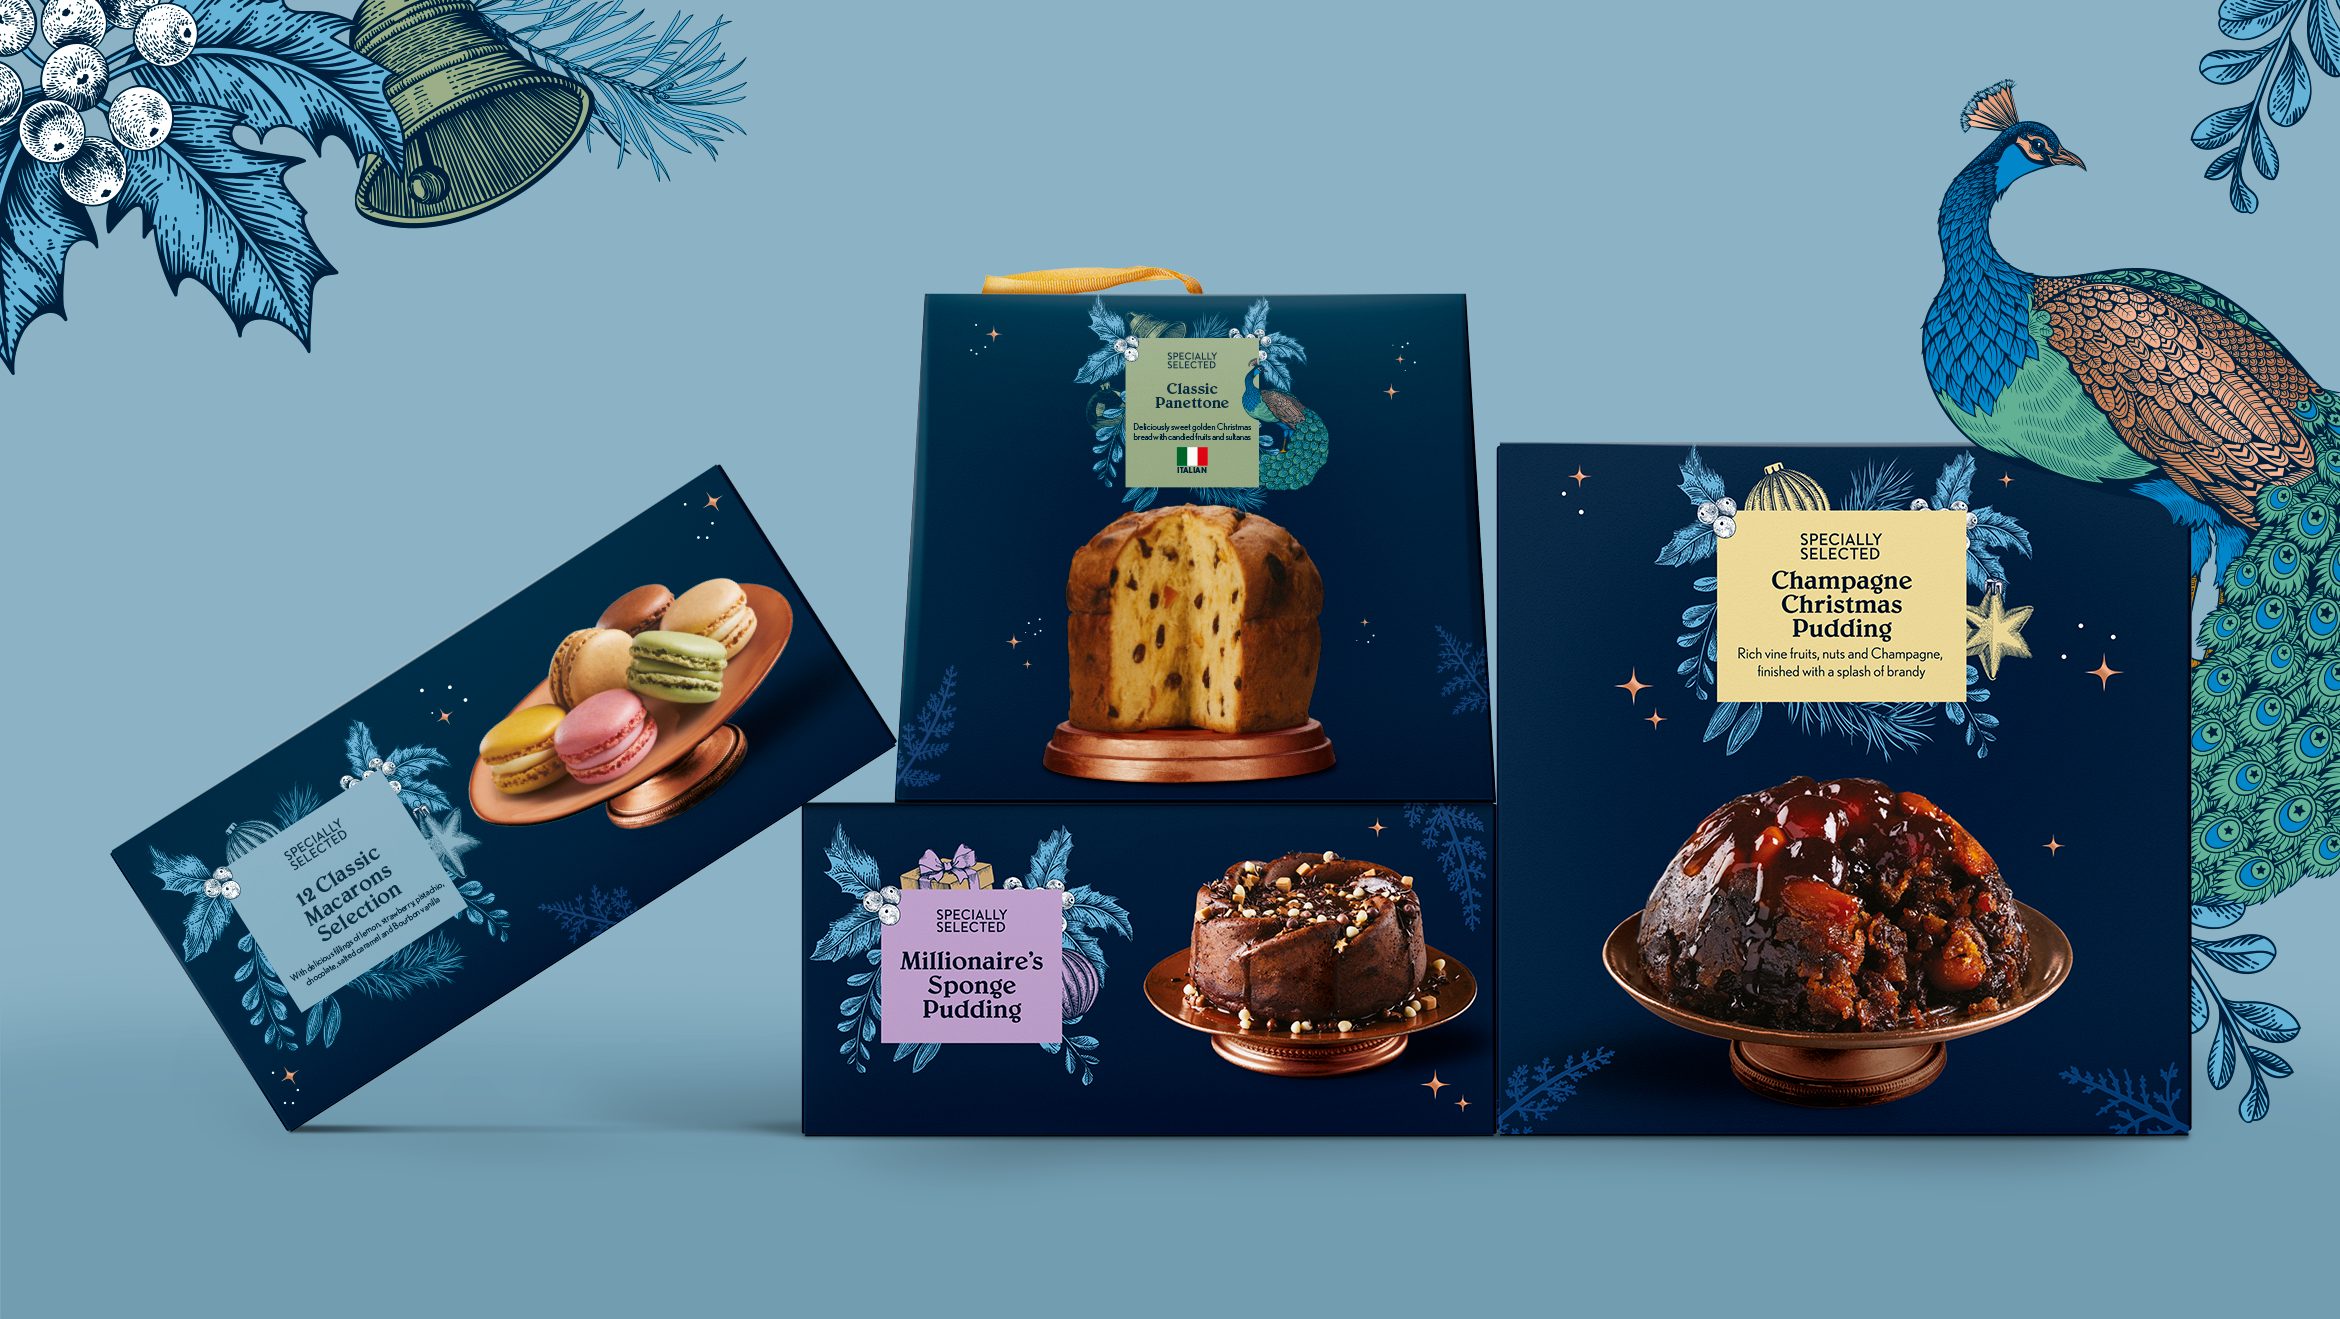 SPECIALLY
SELECTED
12 Classic
Macarons
Selection
With delicious fillings of lemon, strawberry, pistachio,
chocolate, salted caramel and Bourbon vanilla
SPECIALLY
SELECTED
Classic
Panettone
Deliciously sweet golden Christmas
bread with candied fruits and sultanas
ITALIAN
SPECIALLY
SELECTED
Millionaire's
Sponge
Pudding
SPECIALLY
SELECTED
Champagne
Christmas
Pudding
Rich vine fruits, nuts and Champagne,
finished with a splash of brandy